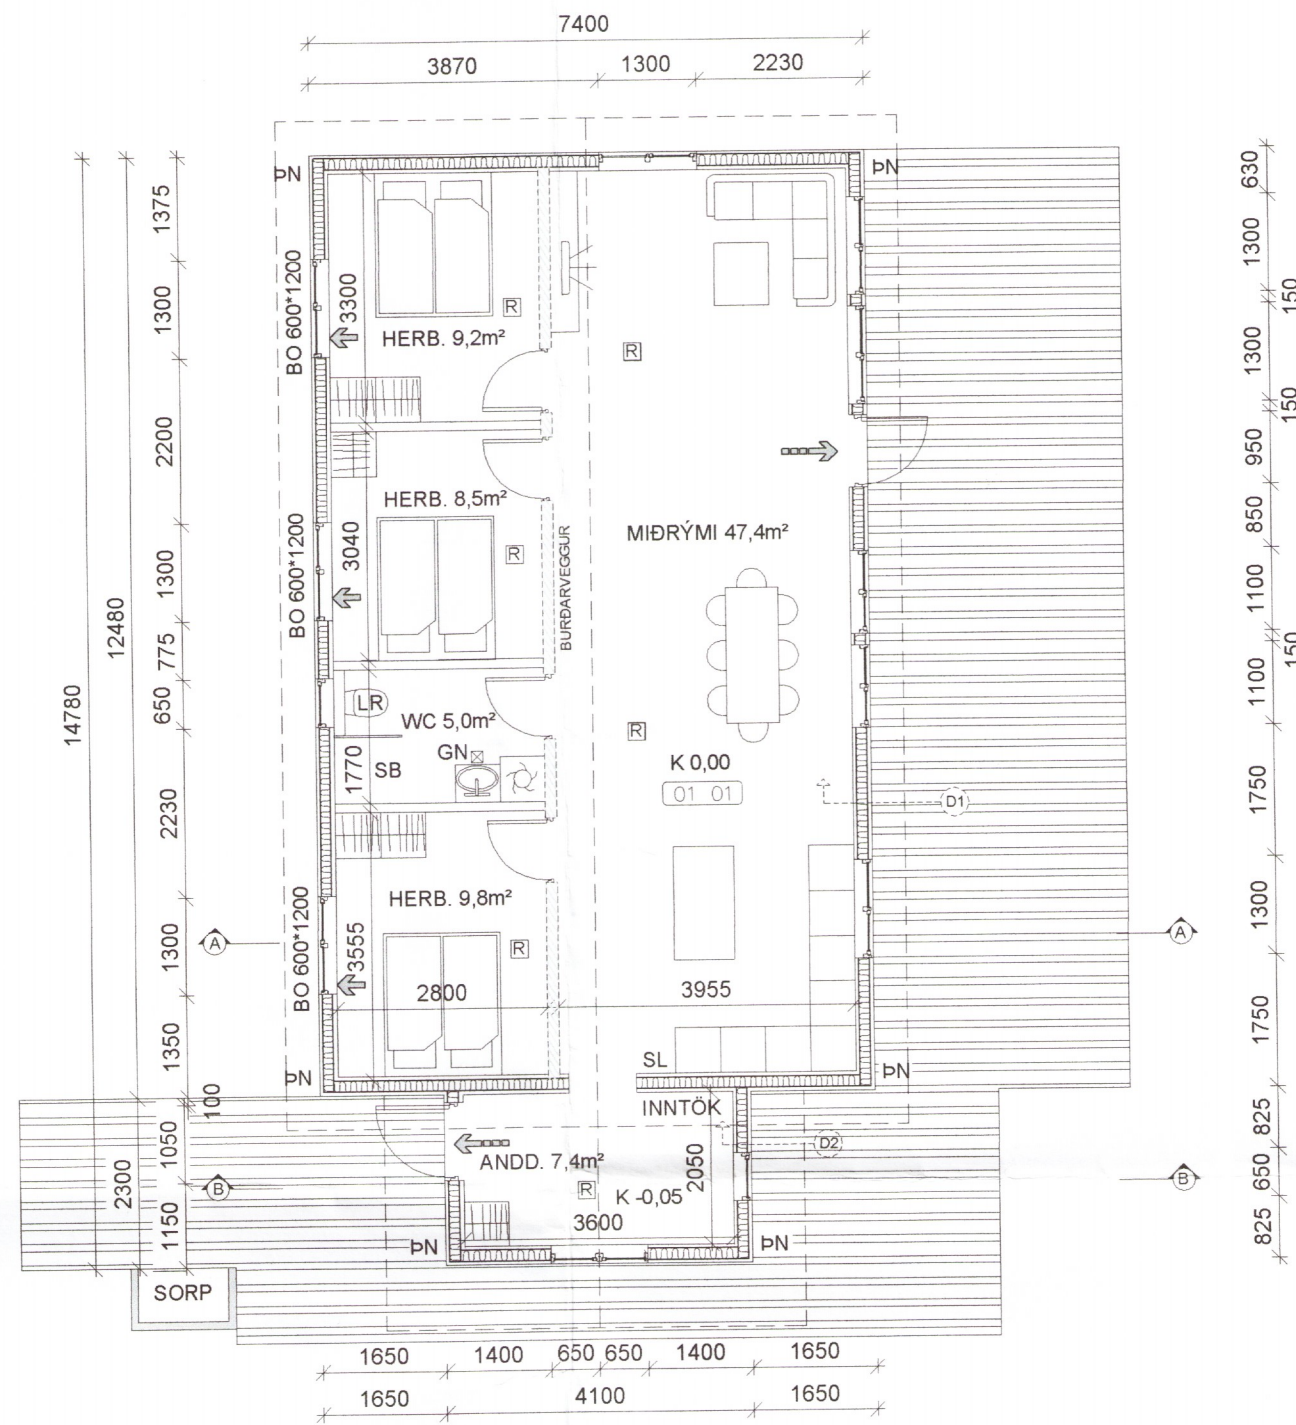 7400
3870 1300 2230
ÞN ÞN
14780
12480
2300
1375
1300
2200
1300
775
650
2230
1300
1350
100
1050
1150
BO 600*1200
BO 600*1200
BO 600*1200
3300
HERB. 9,2m²
R
R
3040
HERB. 8,5m²
R
BURÐARVEGGUR
MIÐRÝMI 47,4m²
LR
WC 5,0m²
GN
SB
1770
R
K 0,00
01 01
D1
HERB. 9,8m²
R
3555
2800
3955
A A
SL
ÞN ÞN
INNTÖK
D2
ANDD. 7,4m²
2050
R
K -0,05
3600
B B
ÞN ÞN
SORP
630
1300
150
1300
150
950
850
1100
150
1100
1750
1300
1750
825
650
825
1650 1400 650 650 1400 1650
1650 4100 1650